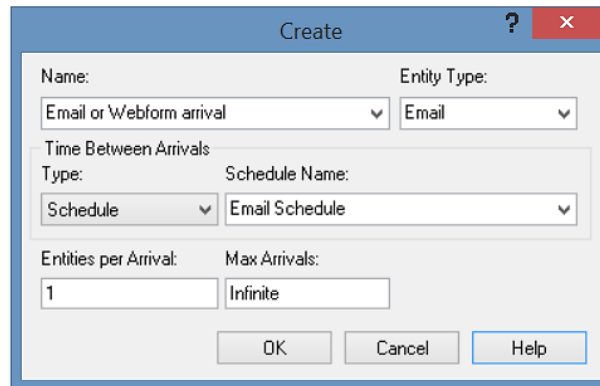 Create
?
Name: Entity Type:
Email or Webform arrival Email
Time Between Arrivals
Type: Schedule Name:
Schedule Email Schedule
Entities per Arrival: Max Arrivals:
1 Infinite
OK Cancel Help